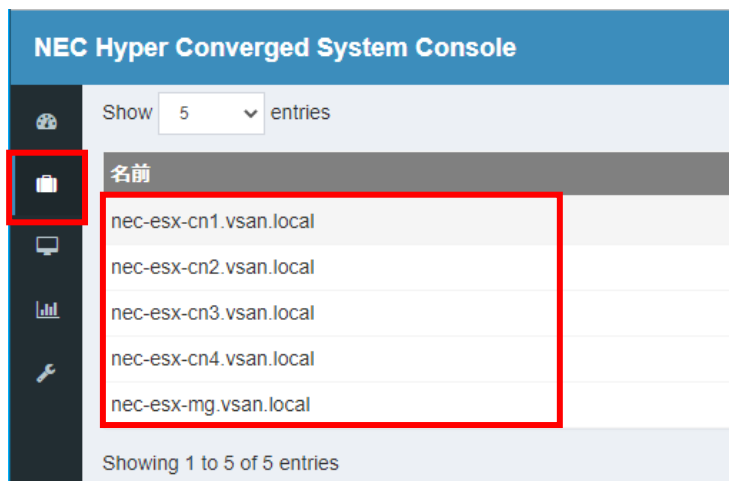 NEC Hyper Converged System Console
Show 5 entries
名前
nec-esx-cn1.vsan.local
nec-esx-cn2.vsan.local
nec-esx-cn3.vsan.local
nec-esx-cn4.vsan.local
nec-esx-mg.vsan.local
Showing 1 to 5 of 5 entries